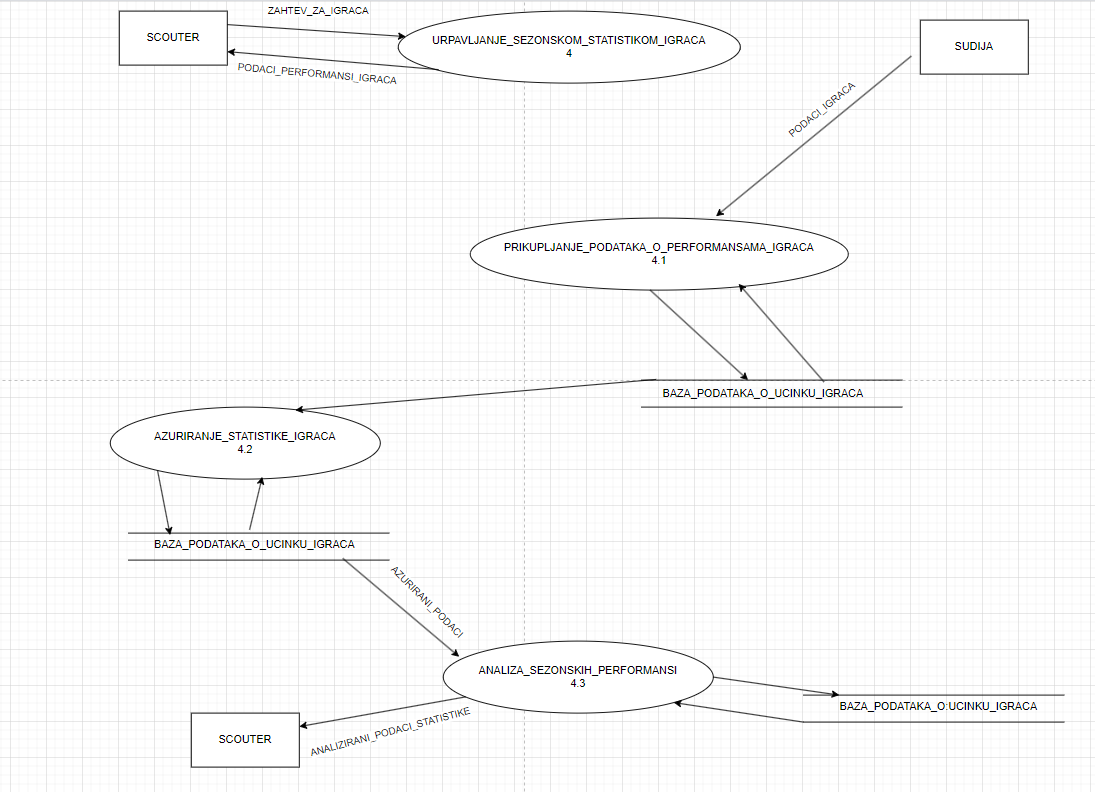 ZAHTEV_ZA_IGRACA
SCOUTER
URPAVLJANJE_SEZONSKOM_STATISTIKOM_IGRACA
4
SUDIJA
PODACI_PERFORMANSI_IGRACA
PODACI_IGRACA
PRIKUPLJANJE_PODATAKA_O_PERFORMANSAMA_IGRACA
4.1
BAZA_PODATAKA_O_UCINKU_IGRACA
AZURIRANJE_STATISTIKE_IGRACA
4.2
BAZA_PODATAKA_O_UCINKU_IGRACA
AZURIRANI_PODACI
ANALIZA_SEZONSKIH_PERFORMANSI
4.3
BAZA_PODATAKA_O:UCINKU_IGRACA
SCOUTER
ANALIZIRANI_PODACI_STATISTIKE